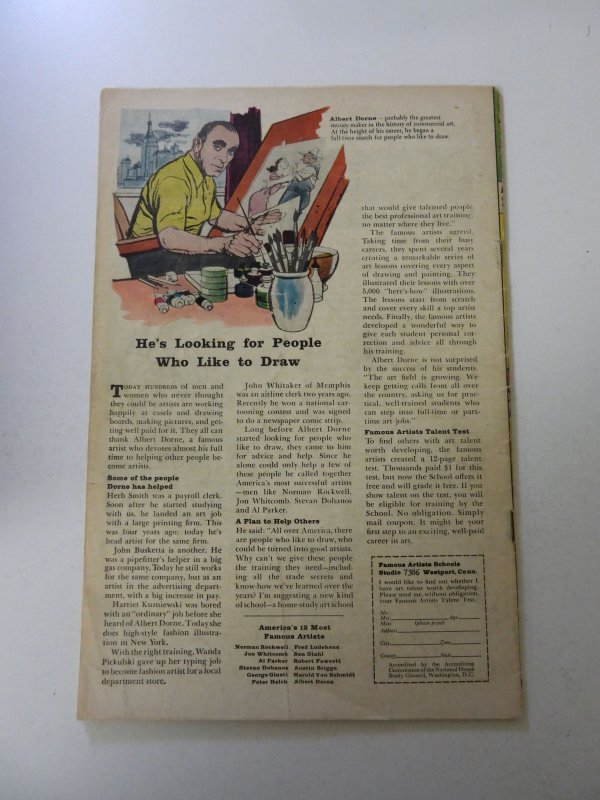 Albert Dorne – probably the greatest
money-maker in the history of commercial art.
At the height of his career, he began a
full-time search for people who like to draw.
He's Looking for People
Who Like to Draw
TODAY HUNDREDS of men and
women who never thought
they could be artists are working
happily at easels and drawing
boards, making pictures, and get-
ting well paid for it. They all can
thank Albert Dorne, a famous
artist who devotes almost his full
time to helping other people be-
come artists.
Some of the people
Dorne has helped
Herb Smith was a payroll clerk.
Soon after he started studying
with us, he landed an art job
with a large printing firm. This
was four years ago; today he's
head artist for the same firm.
John Busketta is another. He
was a pipefitter's helper in a big
gas company. Today he still works
for the same company, but as an
artist in the advertising depart-
ment, with a big increase in pay.
Harriet Kuzniewski was bored
with an "ordinary" job before she
heard of Albert Dorne. Today she
does high-style fashion illustra-
tion in New York.
With the right training, Wanda
Pickulski gave up her typing job
to become fashion artist for a local
department store.
John Whitaker of Memphis
was an airline clerk two years ago.
Recently he won a national car-
tooning contest and was signed
to do a newspaper comic strip.
Long before Albert Dorne
started looking for people who
like to draw, they came to him
for advice and help. Since he
alone could only help a few of
these people he called together
America's most successful artists
—men like Norman Rockwell,
Jon Whitcomb, Stevan Dohanos
and Al Parker.
A Plan to Help Others
He said: "All over America, there
are people who like to draw, who
could be turned into good artists.
Why can't we give these people
the training they need—includ-
ing all the trade secrets and
know-how we've learned over the
years? I'm suggesting a new kind
of school—a home-study art school
America's 12 Most
Famous Artists
Norman Rockwell Fred Ludekens
Jon Whitcomb Ben Stahl
Al Parker Robert Fawcett
Stevan Dohanos Austin Briggs
George Giusti Harold Von Schmidt
Peter Helck Albert Dorne
that would give talented people
the best professional art training,
no matter where they live."
The famous artists agreed.
Taking time from their busy
careers, they spent several years
creating a remarkable series of
art lessons covering every aspect
of drawing and painting. They
illustrated their lessons with over
5,000 "here's-how" illustrations.
The lessons start from scratch
and cover every skill a top artist
needs. Finally, the famous artists
developed a wonderful way to
give each student personal cor-
rection and advice all through
his training.
Albert Dorne is not surprised
by the success of his students.
"The art field is growing. We
keep getting calls from all over
the country, asking us for prac-
tical, well-trained students who
can step into full-time or part-
time art jobs."
Famous Artists Talent Test
To find others with art talent
worth developing, the famous
artists created a 12-page talent
test. Thousands paid $1 for this
test, but now the School offers it
free and will grade it free. If you
show talent on the test, you will
be eligible for training by the
School. No obligation. Simply
mail coupon. It might be your
first step to an exciting, well-paid
career in art.
Famous Artists Schools
Studio 7386 Westport, Conn.
I would like to find out whether I
have art talent worth developing.
Please send me, without obligation,
your Famous Artists Talent Test.
Mr.
Mrs. Age
Miss (please print)
Address
City Zone
County State
Accredited by the Accrediting
Commission of the National Home
Study Council, Washington, D.C.